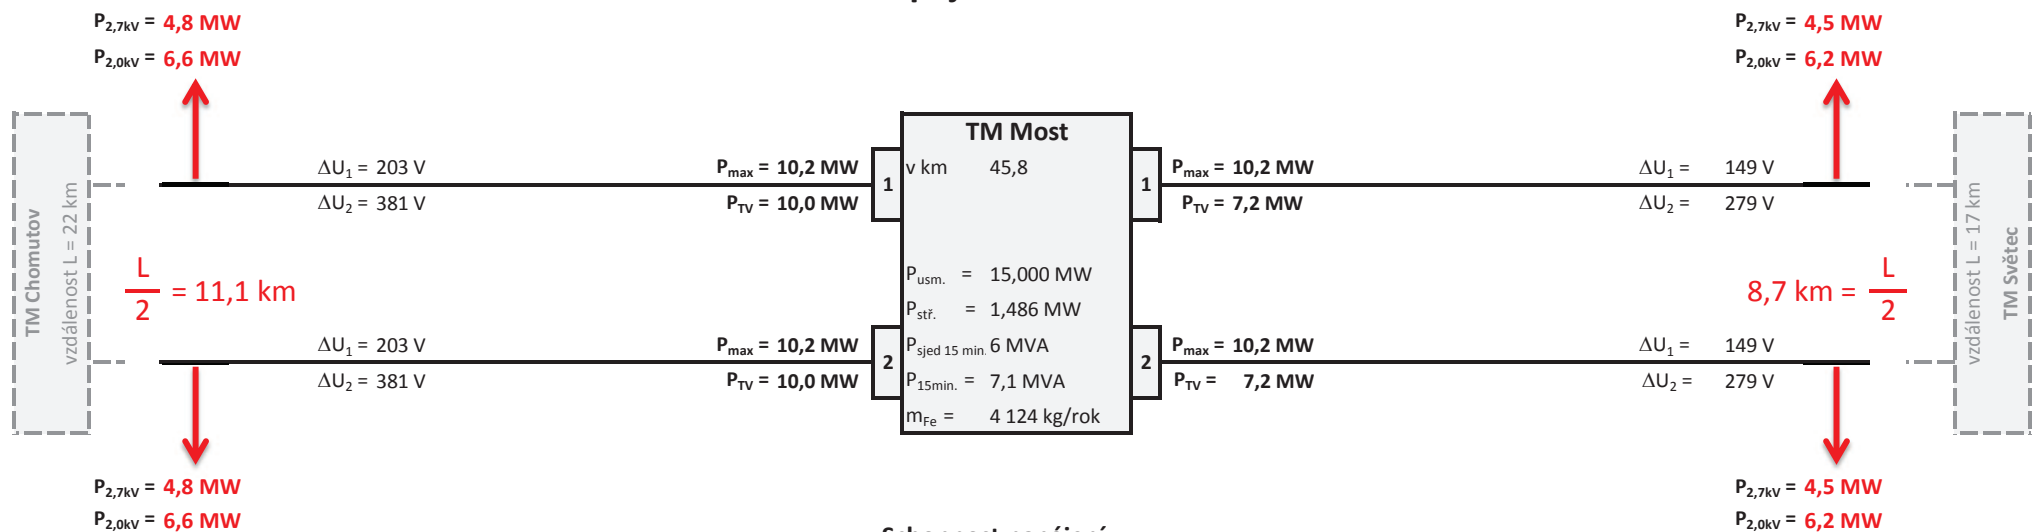 P2,7kV = 4,8 MW
P2,0kV = 6,6 MW
P2,7kV = 4,5 MW
P2,0kV = 6,2 MW
TM Chomutov
vzdálenost L = 22 km
ΔU1 = 203 V
ΔU2 = 381 V
Pmax = 10,2 MW
PTV = 10,0 MW
1
TM Most
v km 45,8
1
Pmax = 10,2 MW
PTV = 7,2 MW
ΔU1 = 149 V
ΔU2 = 279 V
vzdálenost L = 17 km
TM Světec
L/2 = 11,1 km
Pusm. = 15,000 MW
Pstř. = 1,486 MW
Psjed 15 min. 6 MVA
P15min. = 7,1 MVA
mFe = 4 124 kg/rok
8,7 km = L/2
ΔU1 = 203 V
ΔU2 = 381 V
Pmax = 10,2 MW
PTV = 10,0 MW
2
2
Pmax = 10,2 MW
PTV = 7,2 MW
ΔU1 = 149 V
ΔU2 = 279 V
P2,7kV = 4,8 MW
P2,0kV = 6,6 MW
P2,7kV = 4,5 MW
P2,0kV = 6,2 MW